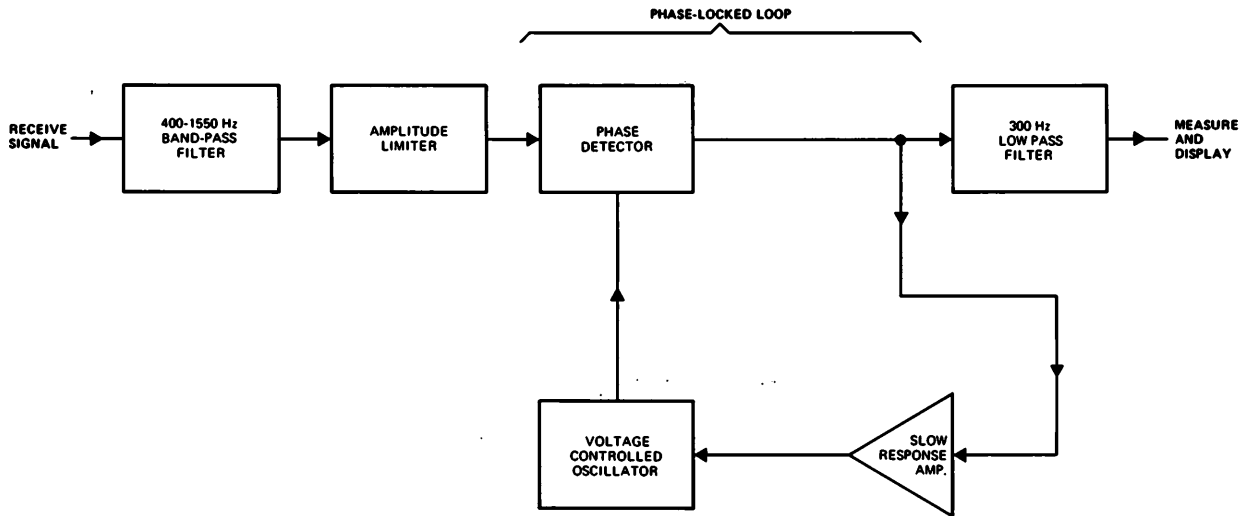 PHASE-LOCKED LOOP
RECEIVE
SIGNAL
400-1550 Hz
BAND-PASS
FILTER
AMPLITUDE
LIMITER
PHASE
DETECTOR
300 Hz
LOW PASS
FILTER
MEASURE
AND
DISPLAY
VOLTAGE
CONTROLLED
OSCILLATOR
SLOW
RESPONSE
AMP.